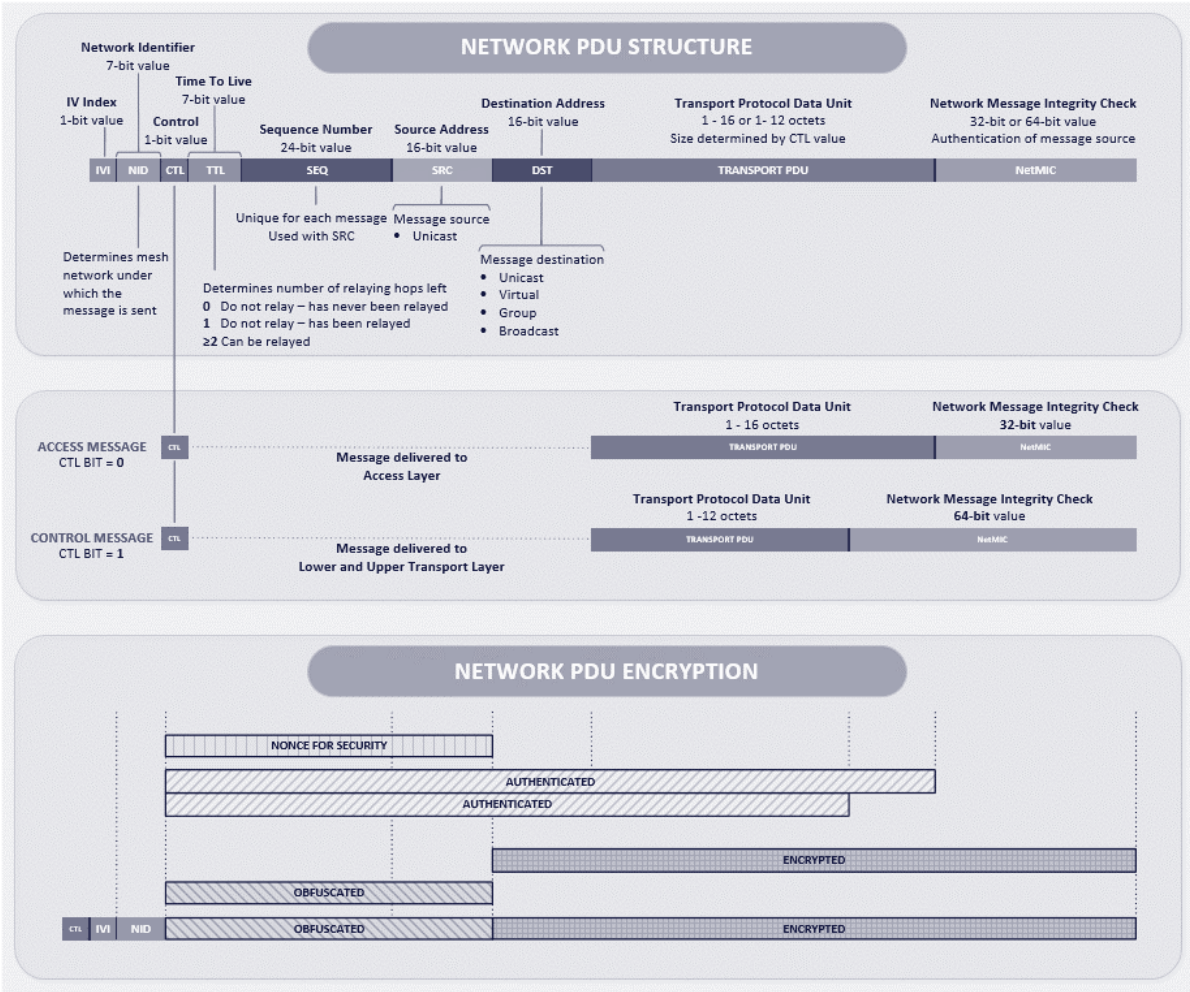 NETWORK PDU STRUCTURE
Network Identifier
7-bit value
Time To Live
7-bit value
IV Index
1-bit value
Control
1-bit value
Sequence Number
24-bit value
Source Address
16-bit value
Destination Address
16-bit value
Transport Protocol Data Unit
1 - 16 or 1- 12 octets
Size determined by CTL value
Network Message Integrity Check
32-bit or 64-bit value
Authentication of message source
IVI NID CTL TTL SEQ SRC DST TRANSPORT PDU NetMIC
Determines mesh
network under
which the
message is sent
Unique for each message
Used with SRC
Message source
• Unicast
Determines number of relaying hops left
0 Do not relay – has never been relayed
1 Do not relay – has been relayed
≥2 Can be relayed
Message destination
• Unicast
• Virtual
• Group
• Broadcast
ACCESS MESSAGE
CTL BIT = 0
CTL
Message delivered to
Access Layer
Transport Protocol Data Unit
1 - 16 octets
Network Message Integrity Check
32-bit value
TRANSPORT PDU NetMIC
CONTROL MESSAGE
CTL BIT = 1
CTL
Message delivered to
Lower and Upper Transport Layer
Transport Protocol Data Unit
1 -12 octets
Network Message Integrity Check
64-bit value
TRANSPORT PDU NetMIC
NETWORK PDU ENCRYPTION
NONCE FOR SECURITY
AUTHENTICATED
AUTHENTICATED
ENCRYPTED
OBFUSCATED
CTL IVI NID OBFUSCATED ENCRYPTED